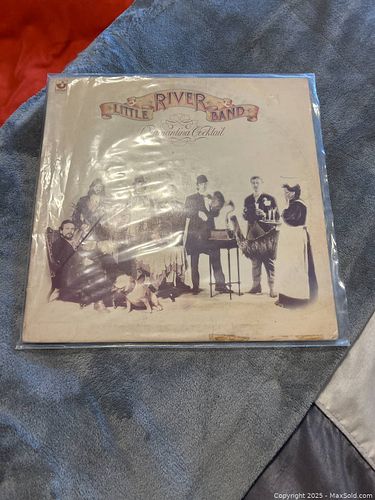 LITTLE RIVER BAND
Diamantina Cocktail
Copyright 2025 - MaxSold.com